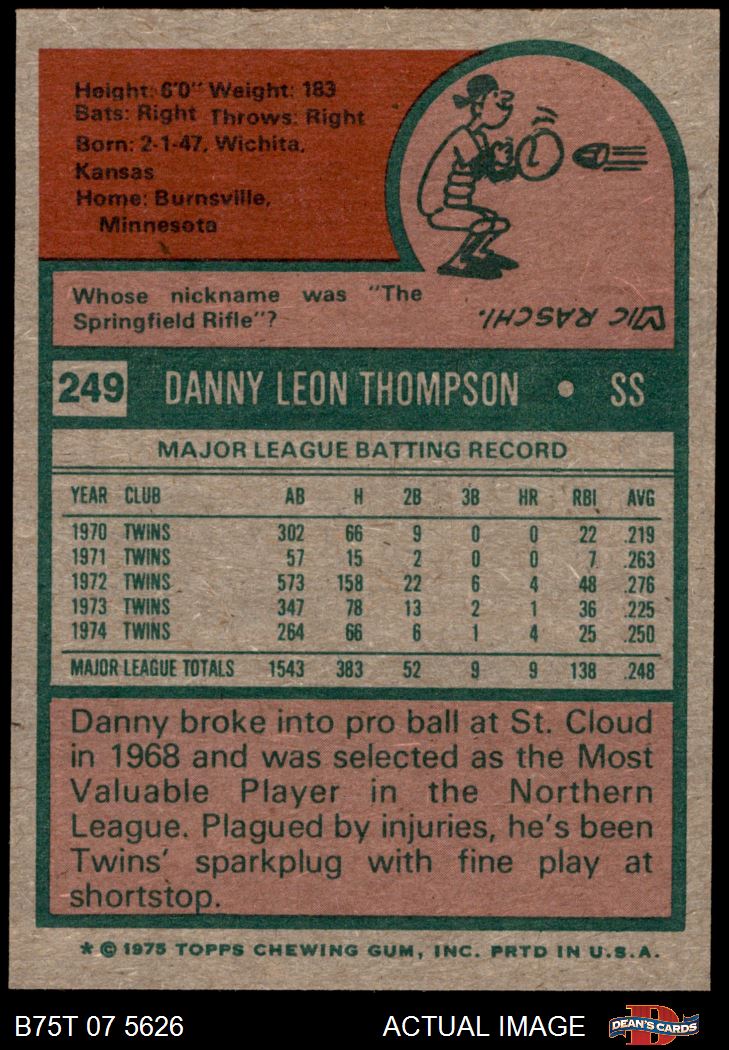 Height: 6'0" Weight: 183
Bats: Right Throws: Right
Born: 2-1-47, Wichita,
Kansas
Home: Burnsville,
Minnesota
Whose nickname was "The
Springfield Rifle"?
VIC RASCHI.
249 DANNY LEON THOMPSON • SS
MAJOR LEAGUE BATTING RECORD
YEAR CLUB AB H 2B 3B HR RBI AVG
1970 TWINS 302 66 9 0 0 22 .219
1971 TWINS 57 15 2 0 0 7 .263
1972 TWINS 573 158 22 6 4 48 .276
1973 TWINS 347 78 13 2 1 36 .225
1974 TWINS 264 66 6 1 4 25 .250
MAJOR LEAGUE TOTALS 1543 383 52 9 9 138 .248
Danny broke into pro ball at St. Cloud
in 1968 and was selected as the Most
Valuable Player in the Northern
League. Plagued by injuries, he's been
Twins' sparkplug with fine play at
shortstop.
* © 1975 TOPPS CHEWING GUM, INC. PRTD IN U.S.A.
B75T 07 5626 ACTUAL IMAGE D DEAN'S CARDS